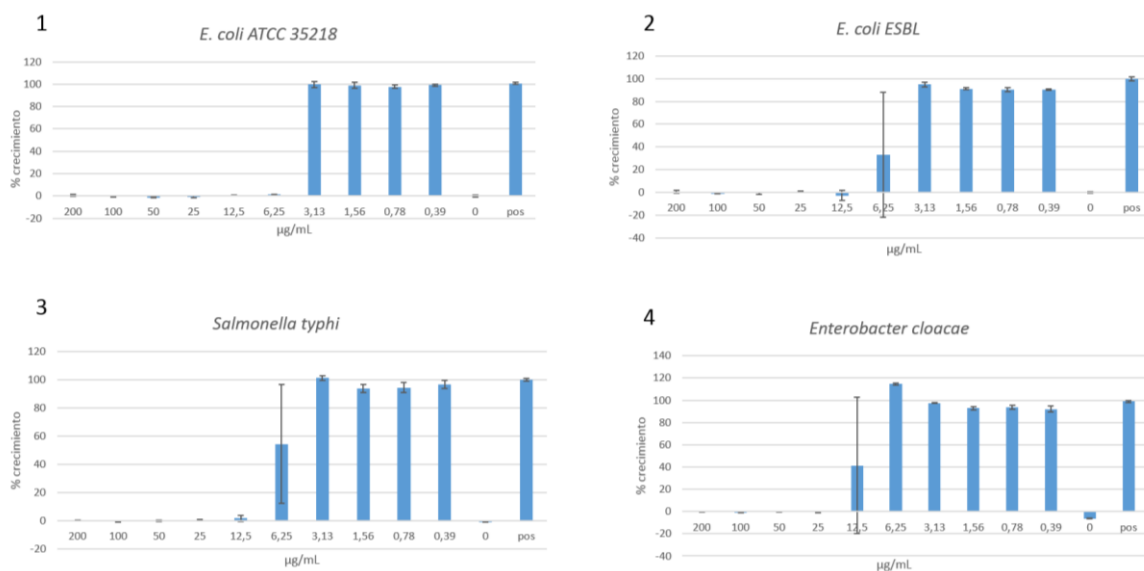 1
E. coli ATCC 35218
120
100
80
60
40
20
0
-20
% crecimiento
200 100 50 25 12,5 6,25 3,13 1,56 0,78 0,39 0 pos
µg/mL
2
E. coli ESBL
120
100
80
60
40
20
0
-20
-40
% crecimiento
200 100 50 25 12,5 6,25 3,13 1,56 0,78 0,39 0 pos
µg/mL
3
Salmonella typhi
120
100
80
60
40
20
0
-20
% crecimiento
200 100 50 25 12,5 6,25 3,13 1,56 0,78 0,39 0 pos
µg/mL
4
Enterobacter cloacae
140
120
100
80
60
40
20
0
-20
-40
-60
% crecimiento
200 100 50 25 12,5 6,25 3,13 1,56 0,78 0,39 0 pos
µg/mL